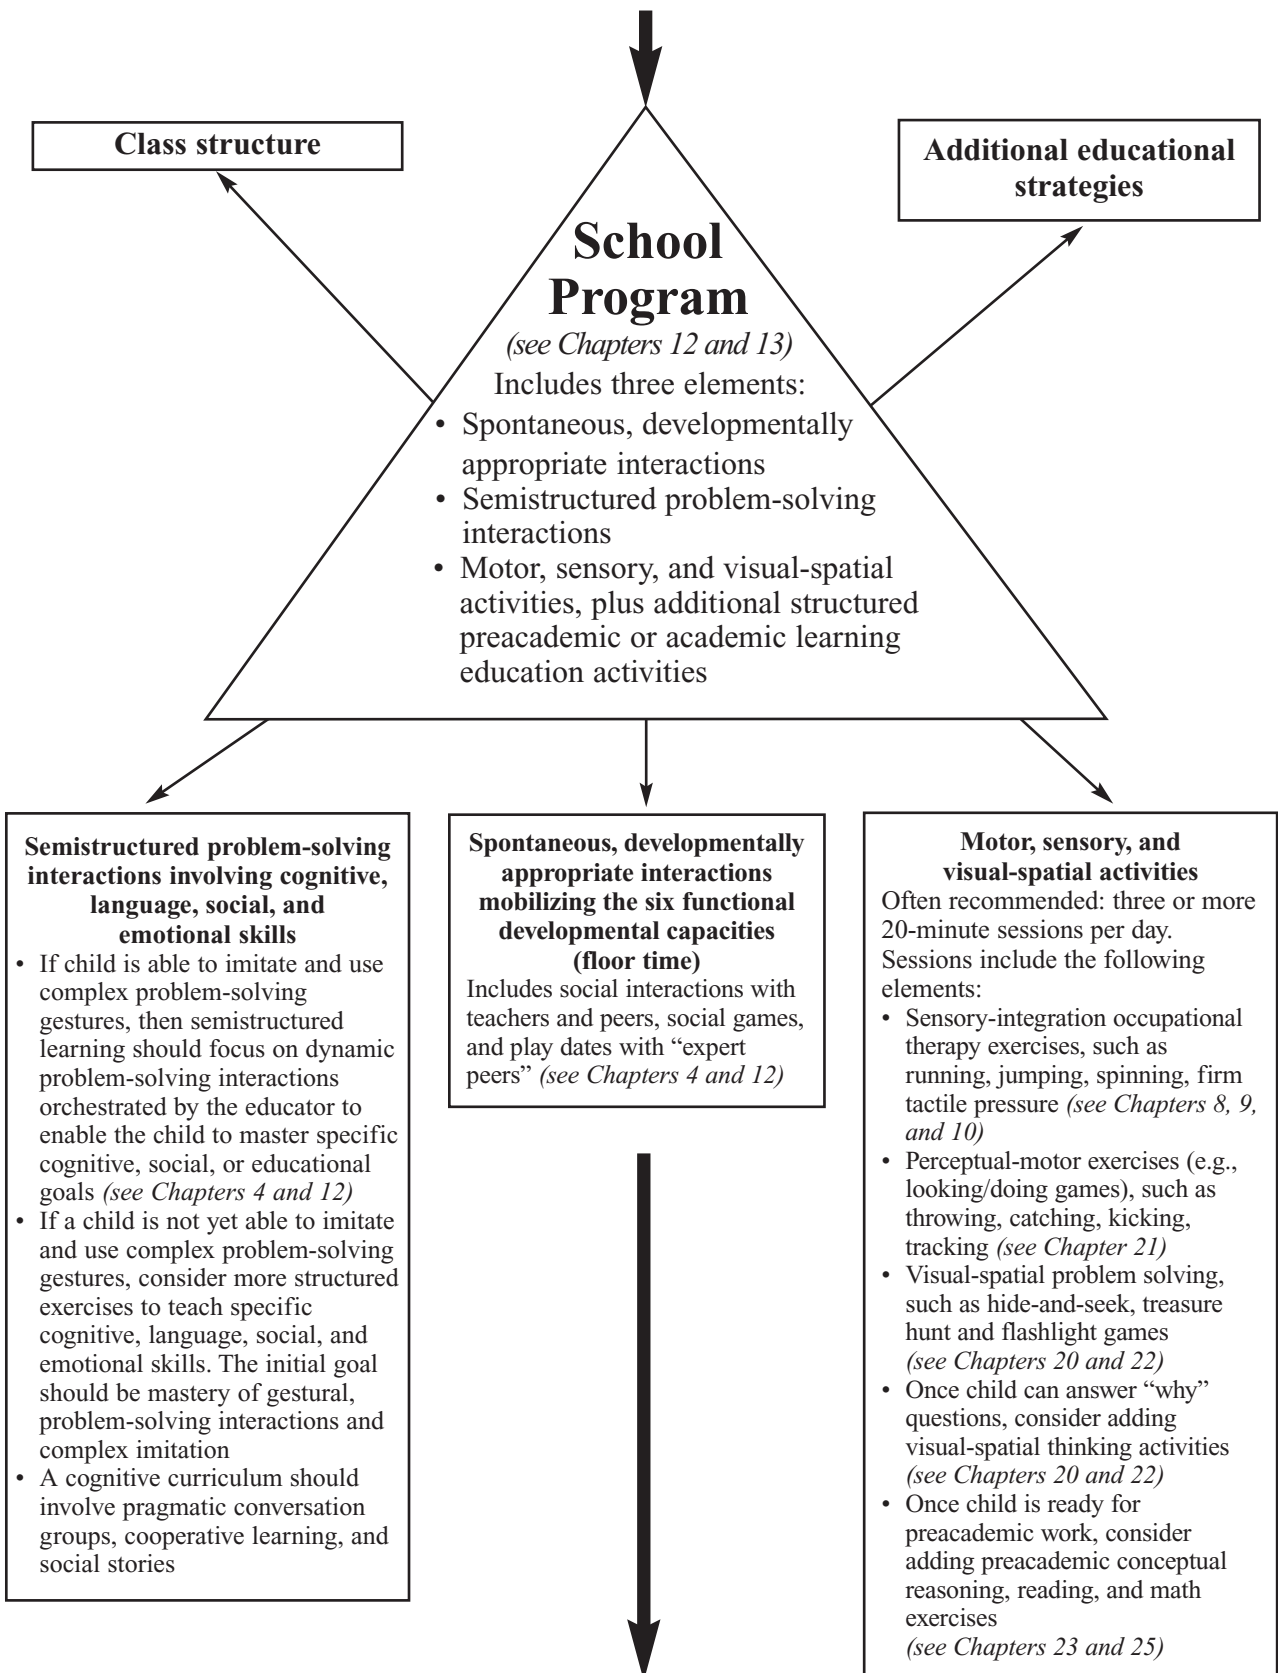 Class structure
Additional educational
strategies
School
Program
(see Chapters 12 and 13)
Includes three elements:
• Spontaneous, developmentally
appropriate interactions
• Semistructured problem-solving
interactions
• Motor, sensory, and visual-spatial
activities, plus additional structured
preacademic or academic learning
education activities
Semistructured problem-solving
interactions involving cognitive,
language, social, and
emotional skills
• If child is able to imitate and use
complex problem-solving
gestures, then semistructured
learning should focus on dynamic
problem-solving interactions
orchestrated by the educator to
enable the child to master specific
cognitive, social, or educational
goals (see Chapters 4 and 12)
• If a child is not yet able to imitate
and use complex problem-solving
gestures, consider more structured
exercises to teach specific
cognitive, language, social, and
emotional skills. The initial goal
should be mastery of gestural,
problem-solving interactions and
complex imitation
• A cognitive curriculum should
involve pragmatic conversation
groups, cooperative learning, and
social stories
Spontaneous, developmentally
appropriate interactions
mobilizing the six functional
developmental capacities
(floor time)
Includes social interactions with
teachers and peers, social games,
and play dates with “expert
peers” (see Chapters 4 and 12)
Motor, sensory, and
visual-spatial activities
Often recommended: three or more
20-minute sessions per day.
Sessions include the following
elements:
• Sensory-integration occupational
therapy exercises, such as
running, jumping, spinning, firm
tactile pressure (see Chapters 8, 9,
and 10)
• Perceptual-motor exercises (e.g.,
looking/doing games), such as
throwing, catching, kicking,
tracking (see Chapter 21)
• Visual-spatial problem solving,
such as hide-and-seek, treasure
hunt and flashlight games
(see Chapters 20 and 22)
• Once child can answer “why”
questions, consider adding
visual-spatial thinking activities
(see Chapters 20 and 22)
• Once child is ready for
preacademic work, consider
adding preacademic conceptual
reasoning, reading, and math
exercises
(see Chapters 23 and 25)